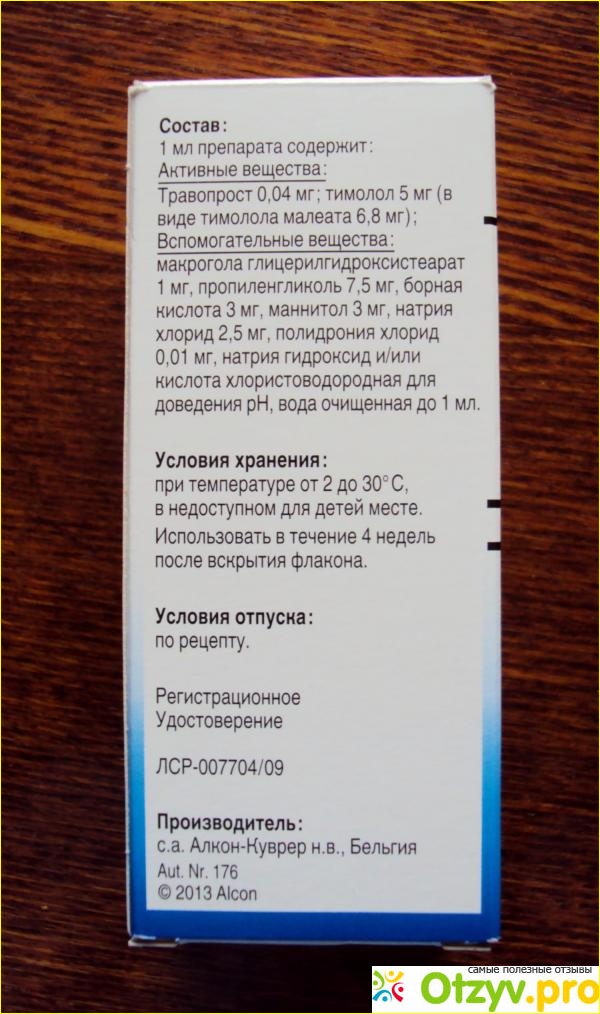 Состав:
1 мл препарата содержит:
Активные вещества:
Травопрост 0,04 мг; тимолол 5 мг (в
виде тимолола малеата 6,8 мг);
Вспомогательные вещества:
макрогола глицерилгидроксистеарат
1 мг, пропиленгликоль 7,5 мг, борная
кислота 3 мг, маннитол 3 мг, натрия
хлорид 2,5 мг, полидрония хлорид
0,01 мг, натрия гидроксид и/или
кислота хлористоводородная для
доведения pH, вода очищенная до 1 мл.
Условия хранения:
при температуре от 2 до 30°C,
в недоступном для детей месте.
Использовать в течение 4 недель
после вскрытия флакона.
Условия отпуска:
по рецепту.
Регистрационное
Удостоверение
ЛСР-007704/09
Производитель:
с.а. Алкон-Куврер н.в., Бельгия
Aut. Nr. 176
© 2013 Alcon
самые полезные отзывы
Otzyv.pro